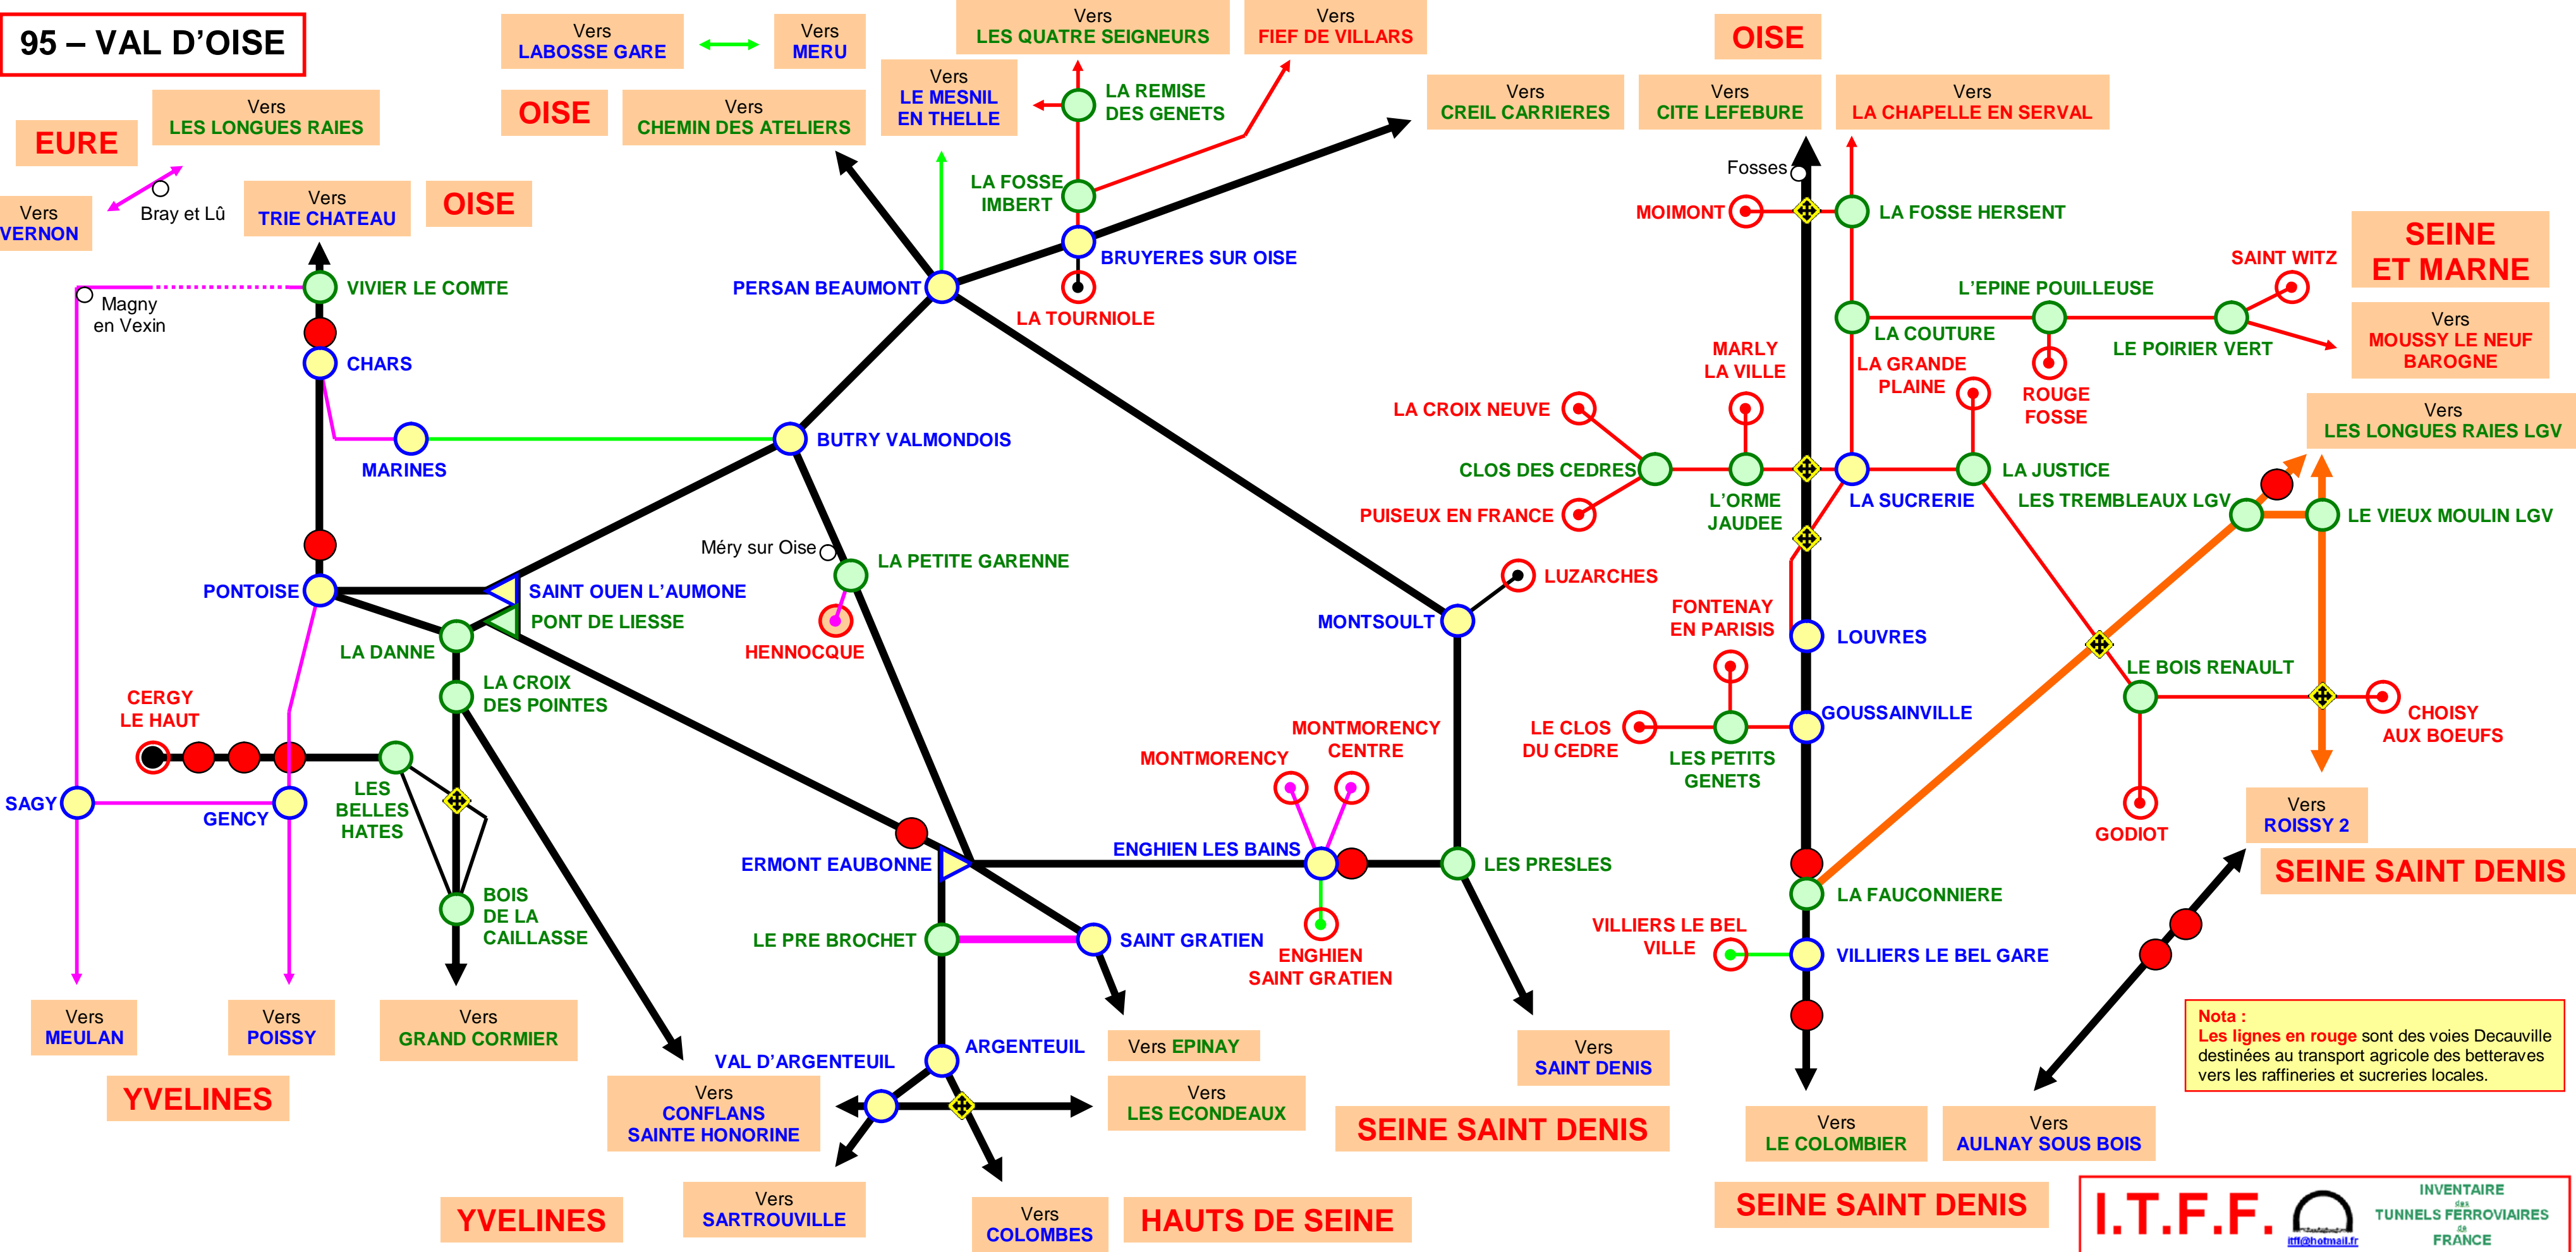 95 – VAL D'OISE
Vers
LABOSSE GARE
Vers
MERU
Vers
LES QUATRE SEIGNEURS
Vers
FIEF DE VILLARS
OISE
EURE
Vers
LES LONGUES RAIES
OISE
Vers
CHEMIN DES ATELIERS
Vers
LE MESNIL
EN THELLE
LA REMISE
DES GENETS
Vers
CREIL CARRIERES
Vers
CITE LEFEBURE
Vers
LA CHAPELLE EN SERVAL
Vers
VERNON
Bray et Lû
Vers
TRIE CHATEAU
OISE
LA FOSSE
IMBERT
Fosses
MOIMONT
LA FOSSE HERSENT
SEINE
ET MARNE
BRUYERES SUR OISE
SAINT WITZ
VIVIER LE COMTE
PERSAN BEAUMONT
L'EPINE POUILLEUSE
Magny
en Vexin
LA TOURNIOLE
LA COUTURE
LE POIRIER VERT
Vers
MOUSSY LE NEUF
BAROGNE
CHARS
MARLY
LA VILLE
LA GRANDE
PLAINE
ROUGE
FOSSE
LA CROIX NEUVE
Vers
LES LONGUES RAIES LGV
MARINES
BUTRY VALMONDOIS
CLOS DES CEDRES
L'ORME
JAUDEE
LA SUCRERIE
LA JUSTICE
LES TREMBLEAUX LGV
LE VIEUX MOULIN LGV
PUISEUX EN FRANCE
Méry sur Oise
LA PETITE GARENNE
LUZARCHES
PONTOISE
SAINT OUEN L'AUMONE
PONT DE LIESSE
MONTSOULT
FONTENAY
EN PARISIS
LOUVRES
LA DANNE
HENNOCQUE
LE BOIS RENAULT
LA CROIX
DES POINTES
CERGY
LE HAUT
MONTMORENCY
CENTRE
MONTMORENCY
LE CLOS
DU CEDRE
LES PETITS
GENETS
GOUSSAINVILLE
CHOISY
AUX BOEUFS
SAGY
GENCY
LES
BELLES
HATES
GODIOT
Vers
ROISSY 2
ERMONT EAUBONNE
ENGHIEN LES BAINS
LES PRESLES
SEINE SAINT DENIS
BOIS
DE LA
CAILLASSE
LA FAUCONNIERE
LE PRE BROCHET
SAINT GRATIEN
ENGHIEN
SAINT GRATIEN
VILLIERS LE BEL
VILLE
VILLIERS LE BEL GARE
Vers
MEULAN
Vers
POISSY
Vers
GRAND CORMIER
Nota :
Les lignes en rouge sont des voies Decauville
destinées au transport agricole des betteraves
vers les raffineries et sucreries locales.
VAL D'ARGENTEUIL
ARGENTEUIL
Vers EPINAY
Vers
SAINT DENIS
YVELINES
Vers
CONFLANS
SAINTE HONORINE
Vers
LES ECONDEAUX
SEINE SAINT DENIS
Vers
LE COLOMBIER
Vers
AULNAY SOUS BOIS
YVELINES
Vers
SARTROUVILLE
Vers
COLOMBES
HAUTS DE SEINE
SEINE SAINT DENIS
I.T.F.F.
itff@hotmail.fr
INVENTAIRE
des
TUNNELS FERROVIAIRES
de
FRANCE